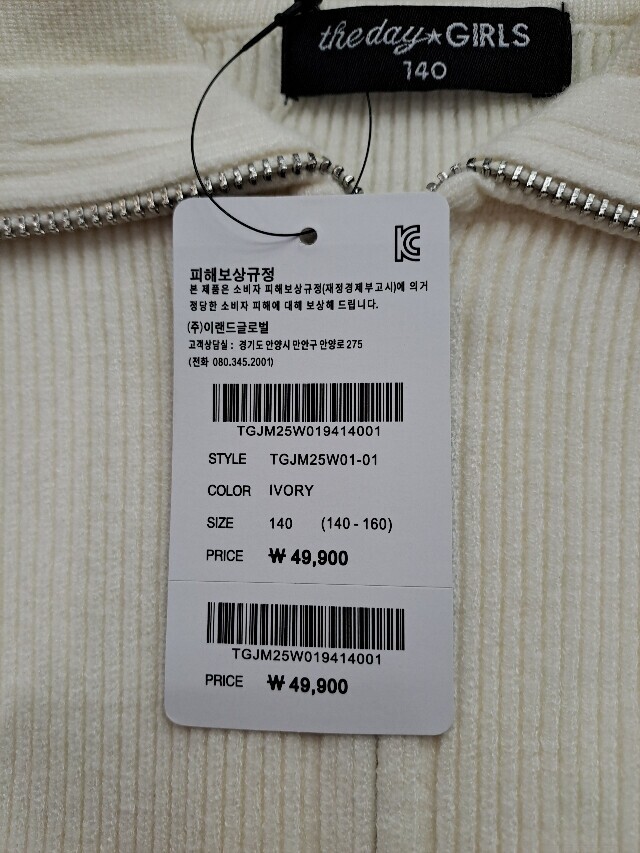 the day★GIRLS
140
피해보상규정
본 제품은 소비자 피해보상규정(재정경제부고시)에 의거
정당한 소비자 피해에 대해 보상해 드립니다.
(주)이랜드글로벌
고객상담실 : 경기도 안양시 만안구 안양로 275
(전화 080.345.2001)
TGJM25W019414001
STYLE TGJM25W01-01
COLOR IVORY
SIZE 140 (140 - 160)
PRICE ₩ 49,900
TGJM25W019414001
PRICE ₩ 49,900